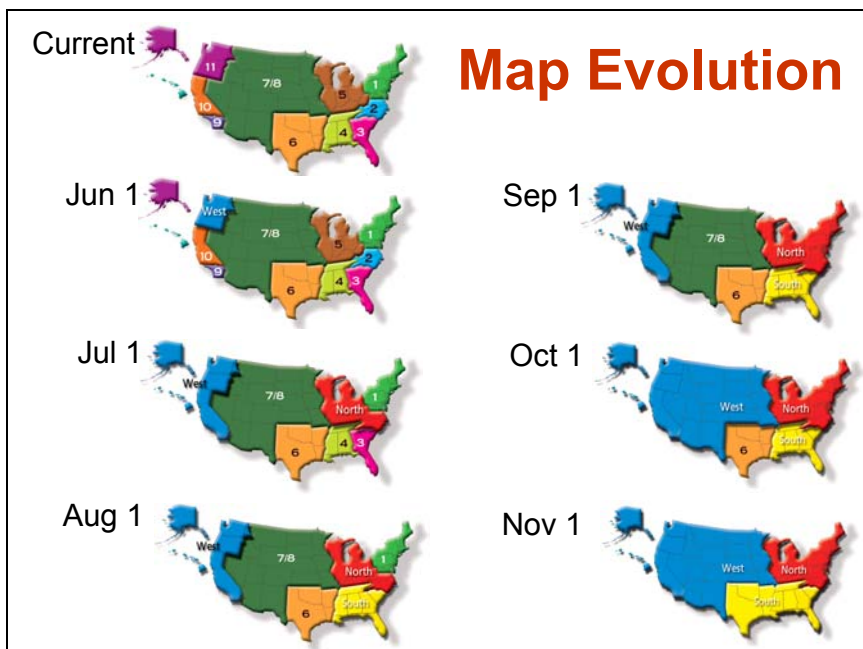 Map Evolution
Current
11
7/8
1
5
10
2
9
3
4
6
Jun 1
West
7/8
1
5
10
2
9
3
4
6
Jul 1
West
7/8
1
North
4
3
6
Aug 1
West
7/8
1
North
6
South
Sep 1
West
7/8
North
6
South
Oct 1
West
North
6
South
Nov 1
West
North
South